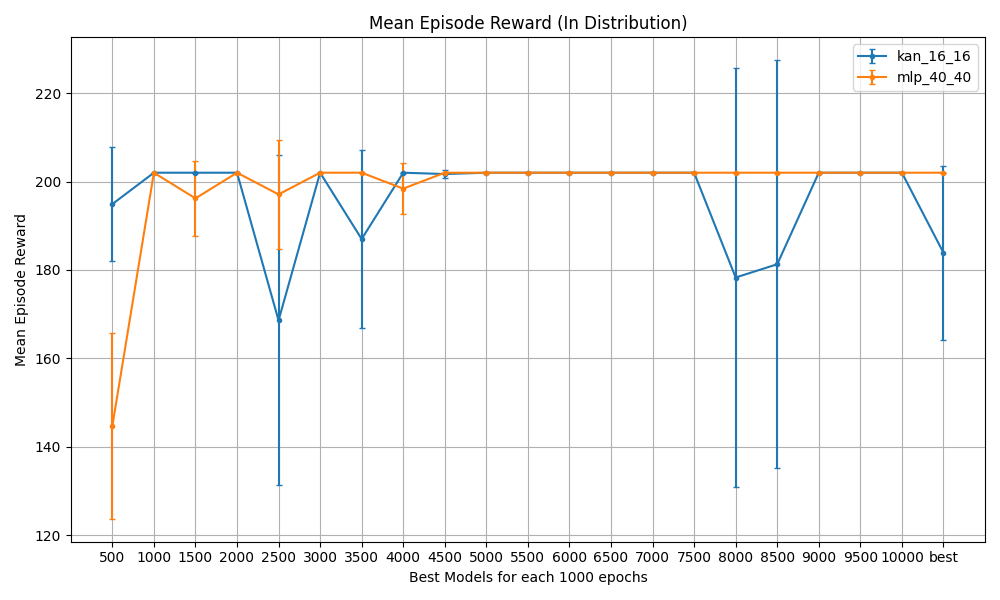 Mean Episode Reward (In Distribution)
kan_16_16
mlp_40_40
Mean Episode Reward
220
200
180
160
140
120
500 1000 1500 2000 2500 3000 3500 4000 4500 5000 5500 6000 6500 7000 7500 8000 8500 9000 9500 10000 best
Best Models for each 1000 epochs